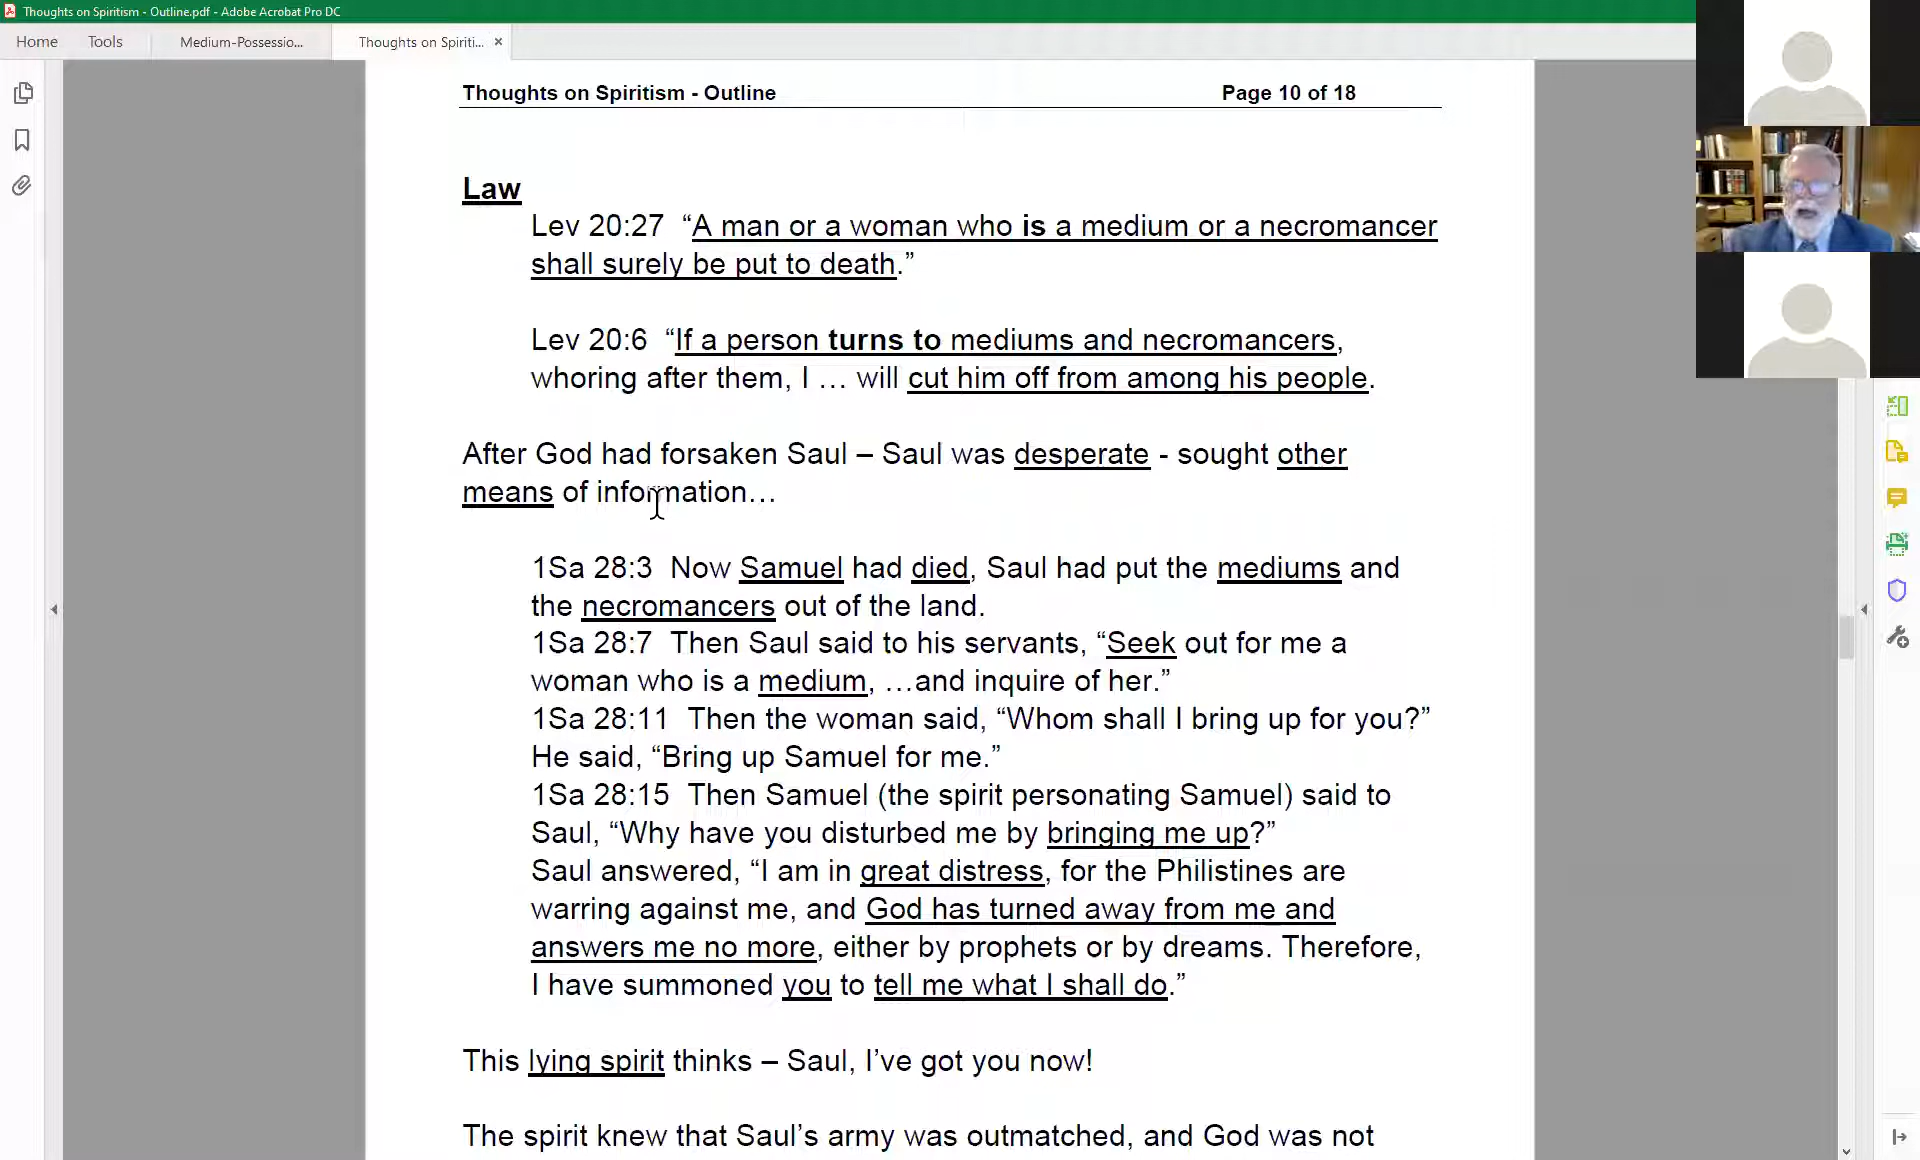 Thoughts on Spiritism - Outline.pdf - Adobe Acrobat Pro DC
Home Tools Medium-Possessio... Thoughts on Spiriti... ×
Thoughts on Spiritism - Outline Page 10 of 18
Law
Lev 20:27 “A man or a woman who is a medium or a necromancer
shall surely be put to death.”
Lev 20:6 “If a person turns to mediums and necromancers,
whoring after them, I … will cut him off from among his people.
After God had forsaken Saul – Saul was desperate - sought other
means of information…
1Sa 28:3 Now Samuel had died, Saul had put the mediums and
the necromancers out of the land.
1Sa 28:7 Then Saul said to his servants, “Seek out for me a
woman who is a medium, …and inquire of her.”
1Sa 28:11 Then the woman said, “Whom shall I bring up for you?”
He said, “Bring up Samuel for me.”
1Sa 28:15 Then Samuel (the spirit personating Samuel) said to
Saul, “Why have you disturbed me by bringing me up?”
Saul answered, “I am in great distress, for the Philistines are
warring against me, and God has turned away from me and
answers me no more, either by prophets or by dreams. Therefore,
I have summoned you to tell me what I shall do.”
This lying spirit thinks – Saul, I’ve got you now!
The spirit knew that Saul’s army was outmatched, and God was not